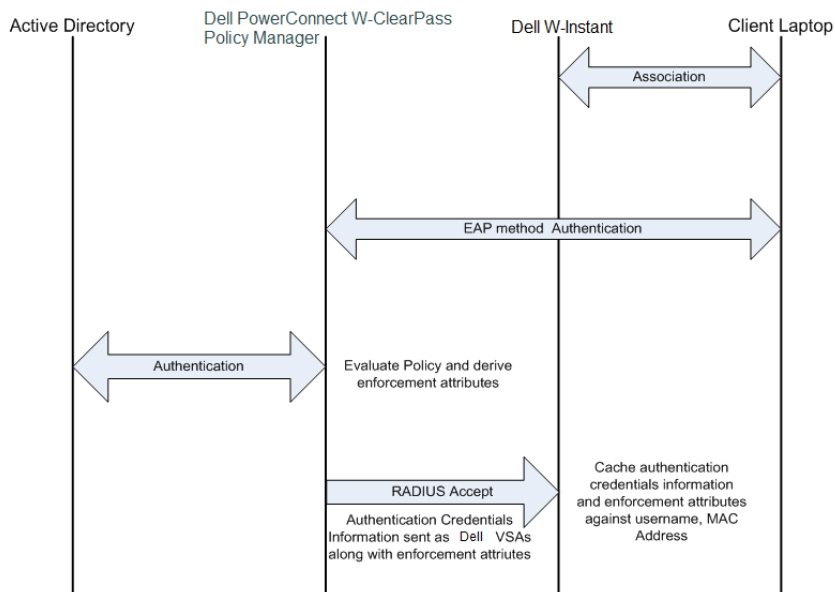 Active Directory
Dell PowerConnect W-ClearPass
Policy Manager
Dell W-Instant
Client Laptop
Association
EAP method Authentication
Authentication
Evaluate Policy and derive
enforcement attributes
RADIUS Accept
Authentication Credentials
Information sent as Dell VSAs
along with enforcement attriutes
Cache authentication
credentials information
and enforcement attributes
against username, MAC
Address